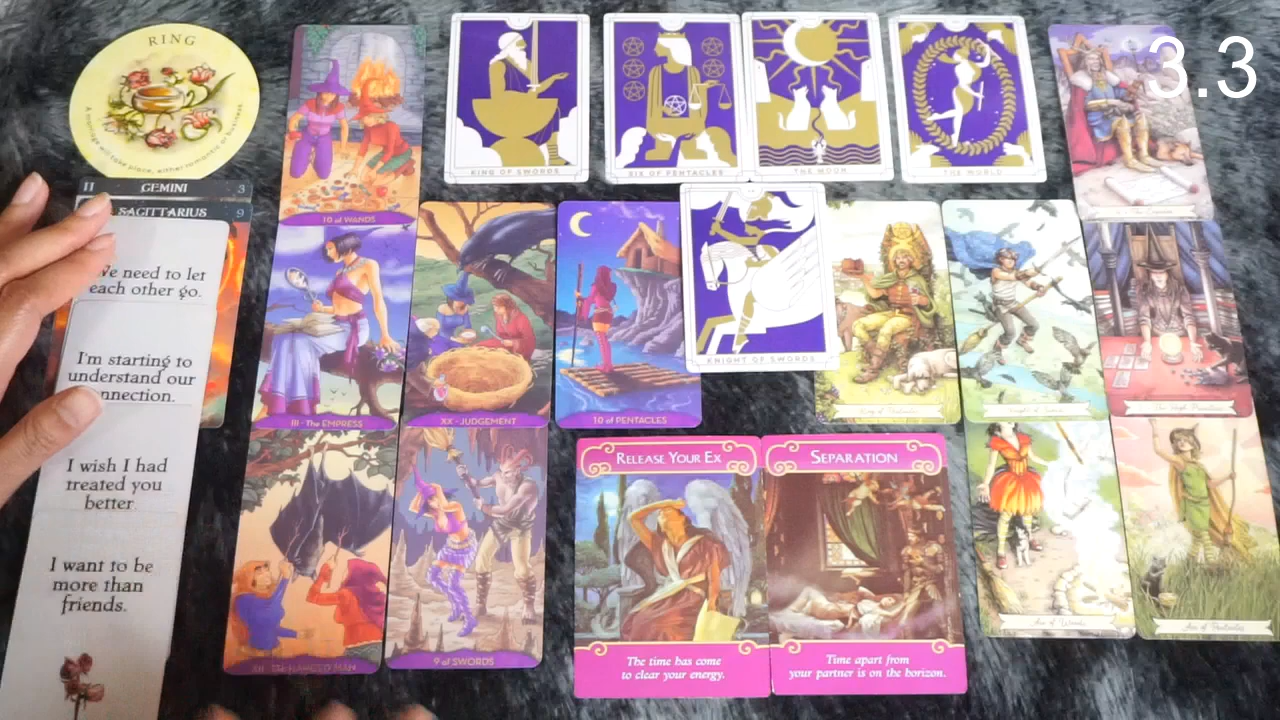 3.3
RING
A marriage will take place, either romantic or business.
II GEMINI 3
SAGITTARIUS 9
We need to let
each other go.
I'm starting to
understand our
connection.
I wish I had
treated you
better.
I want to be
more than
friends.
10 of WANDS
III - The EMPRESS
XII - The HANGED MAN
XX - JUDGEMENT
9 of SWORDS
10 of PENTACLES
KING OF SWORDS
SIX OF PENTACLES
THE MOON
THE WORLD
KNIGHT OF SWORDS
RELEASE YOUR EX
The time has come
to clear your energy.
SEPARATION
Time apart from
your partner is on the horizon.
King of Pentacles
Knight of Swords
Ace of Wands
The Emperor
The High Priestess
Ace of Pentacles